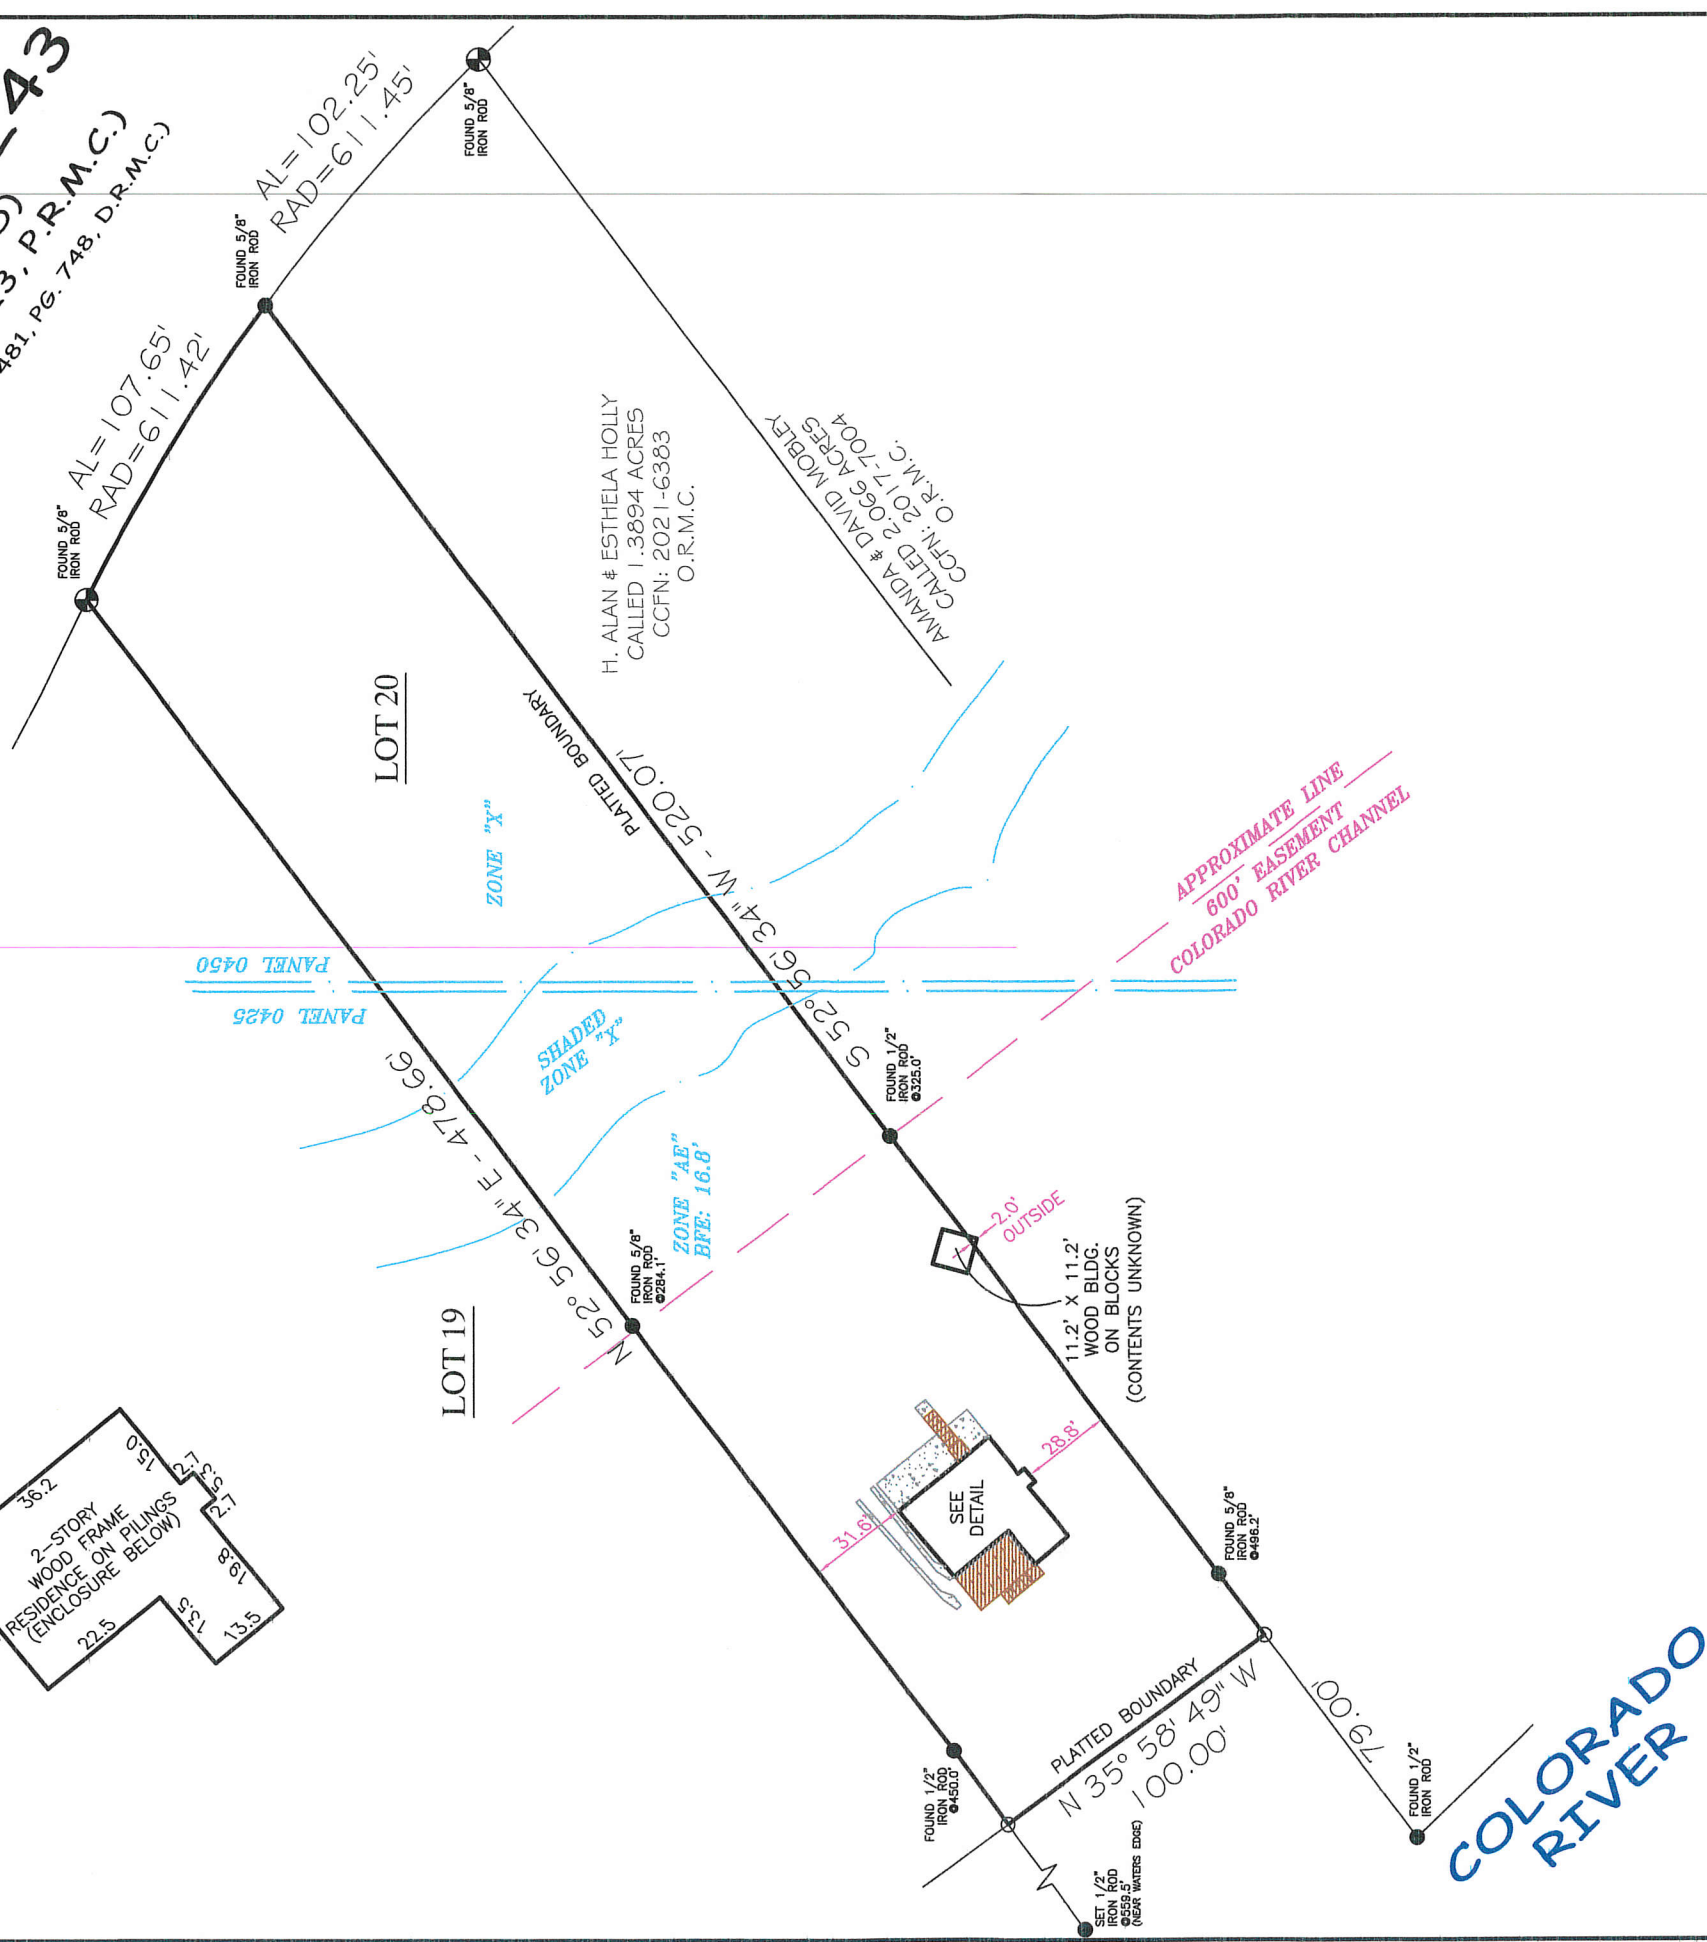 43
3, P.R.M.C.)
481, PG. 748, D.R.M.C.)
AL=102.25'
RAD=611.45'
FOUND 5/8"
IRON ROD
FOUND 5/8"
IRON ROD
AL=107.65'
RAD=611.42'
FOUND 5/8"
IRON ROD
H. ALAN & ESTHELA HOLLY
CALLED 1.3894 ACRES
CCFN: 2021-6383
O.R.M.C.
AMANDA & DAVID MOBLEY
CALLED 2.066 ACRES
CCFN: 2017-7004
O.R.M.C.
LOT 20
PLATTED BOUNDARY
S 52° 56' 34" W - 520.07'
ZONE "X"
PANEL 0450
PANEL 0425
SHADED
ZONE "X"
N 52° 56' 34" E - 478.66'
ZONE "AE"
BFE: 16.8'
APPROXIMATE LINE
600' EASEMENT
COLORADO RIVER CHANNEL
FOUND 1/2"
IRON ROD
@325.0'
FOUND 5/8"
IRON ROD
@284.1'
2.0'
OUTSIDE
11.2' X 11.2'
WOOD BLDG.
ON BLOCKS
(CONTENTS UNKNOWN)
LOT 19
36.2
15.0
2.7
5.3
2.7
19.8
13.5
13.5
22.5
2-STORY
WOOD FRAME
RESIDENCE ON PILINGS
(ENCLOSURE BELOW)
31.6'
SEE
DETAIL
28.8'
FOUND 5/8"
IRON ROD
@496.2'
FOUND 1/2"
IRON ROD
@450.0'
PLATTED BOUNDARY
N 35° 58' 49" W
100.00'
79.00'
SET 1/2"
IRON ROD
@559.5'
(NEAR WATERS EDGE)
FOUND 1/2"
IRON ROD
COLORADO
RIVER